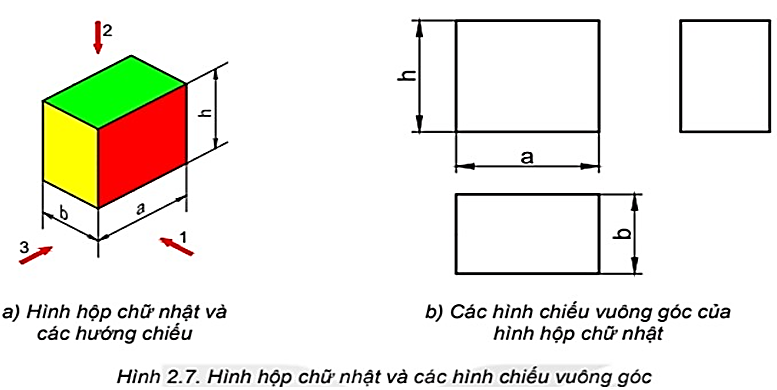 2
h
b
a
3
1
h
a
b
a) Hình hộp chữ nhật và
các hướng chiếu
b) Các hình chiếu vuông góc của
hình hộp chữ nhật
Hình 2.7. Hình hộp chữ nhật và các hình chiếu vuông góc